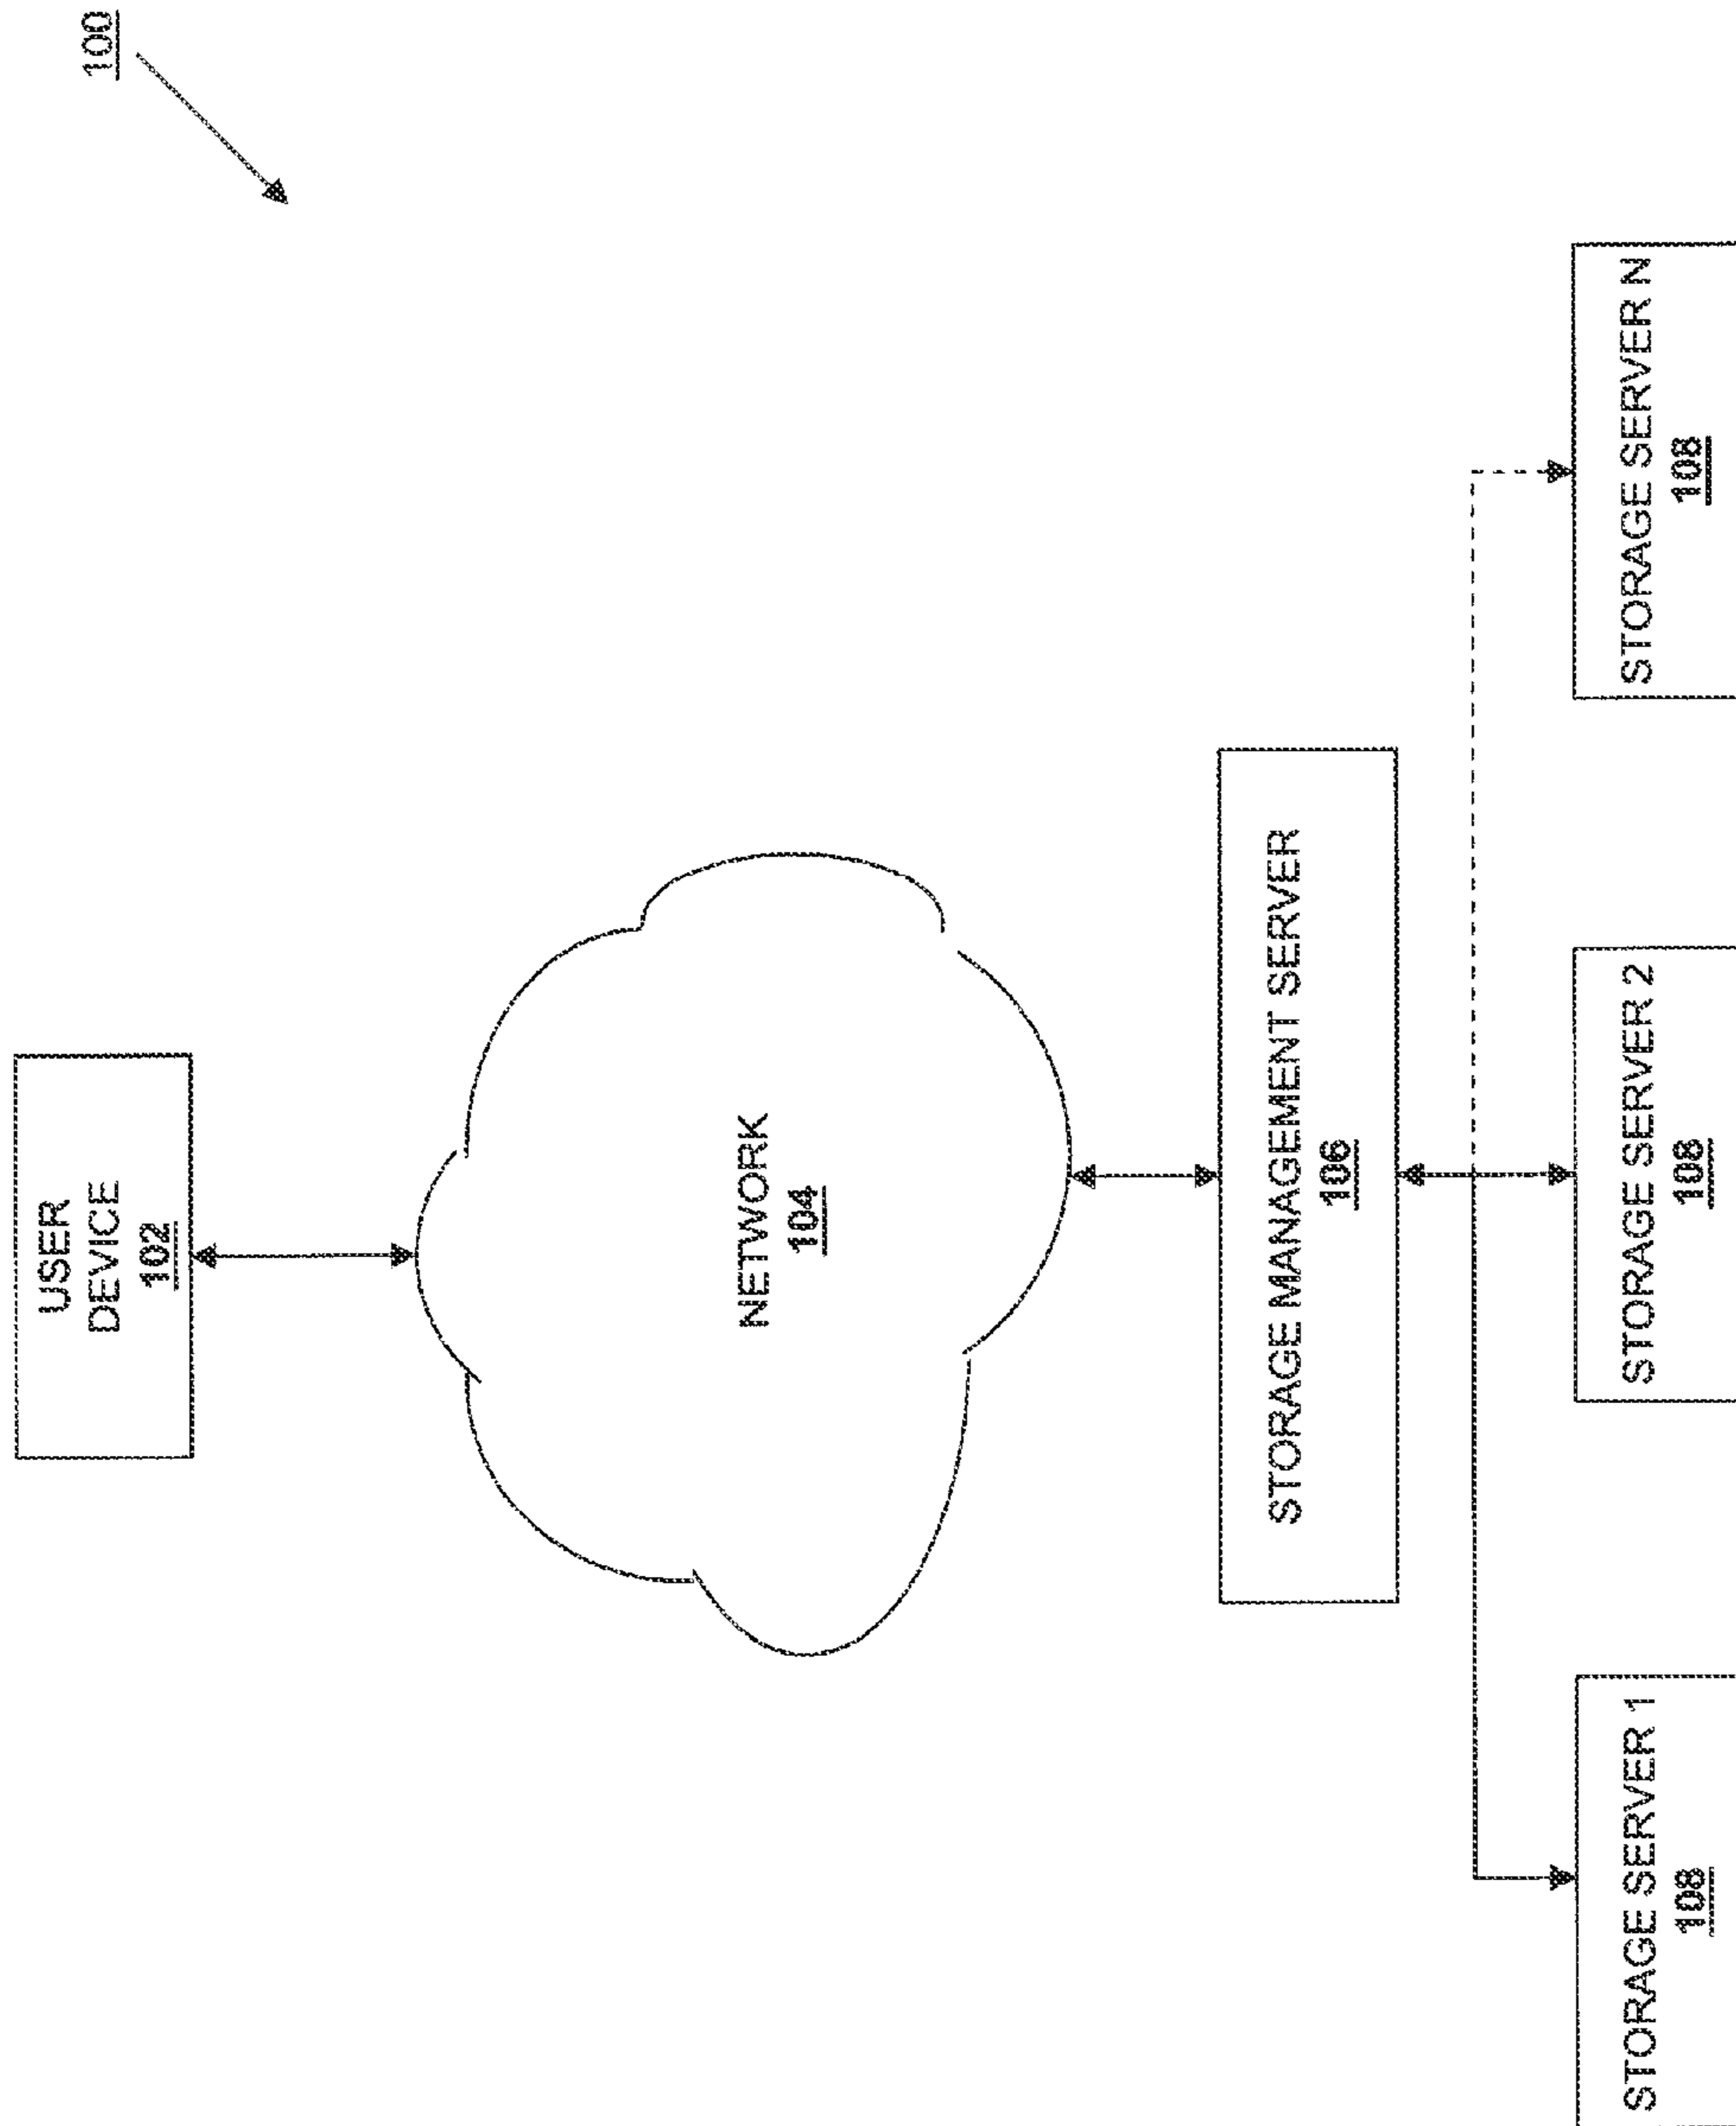 100
USER
DEVICE
102
NETWORK
104
STORAGE MANAGEMENT SERVER
106
STORAGE SERVER 1
108
STORAGE SERVER 2
108
STORAGE SERVER N
108